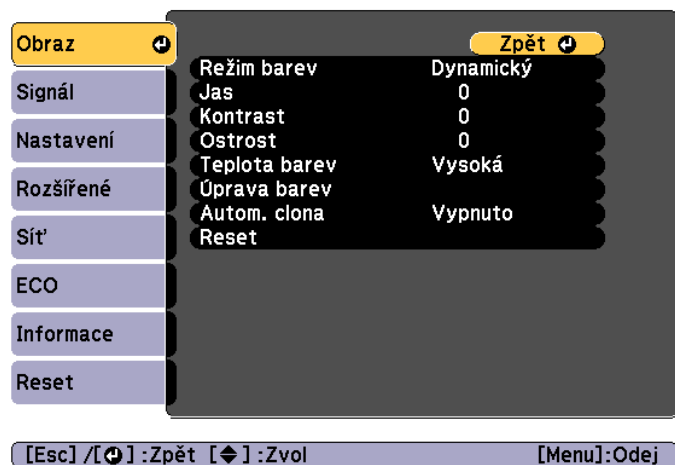 Obraz
Signál
Nastavení
Rozšířené
Síť
ECO
Informace
Reset
Zpět
Režim barev Dynamický
Jas 0
Kontrast 0
Ostrost 0
Teplota barev Vysoká
Úprava barev
Autom. clona Vypnuto
Reset
[Esc] /[ ] :Zpět [ ] :Zvol [Menu]:Odej